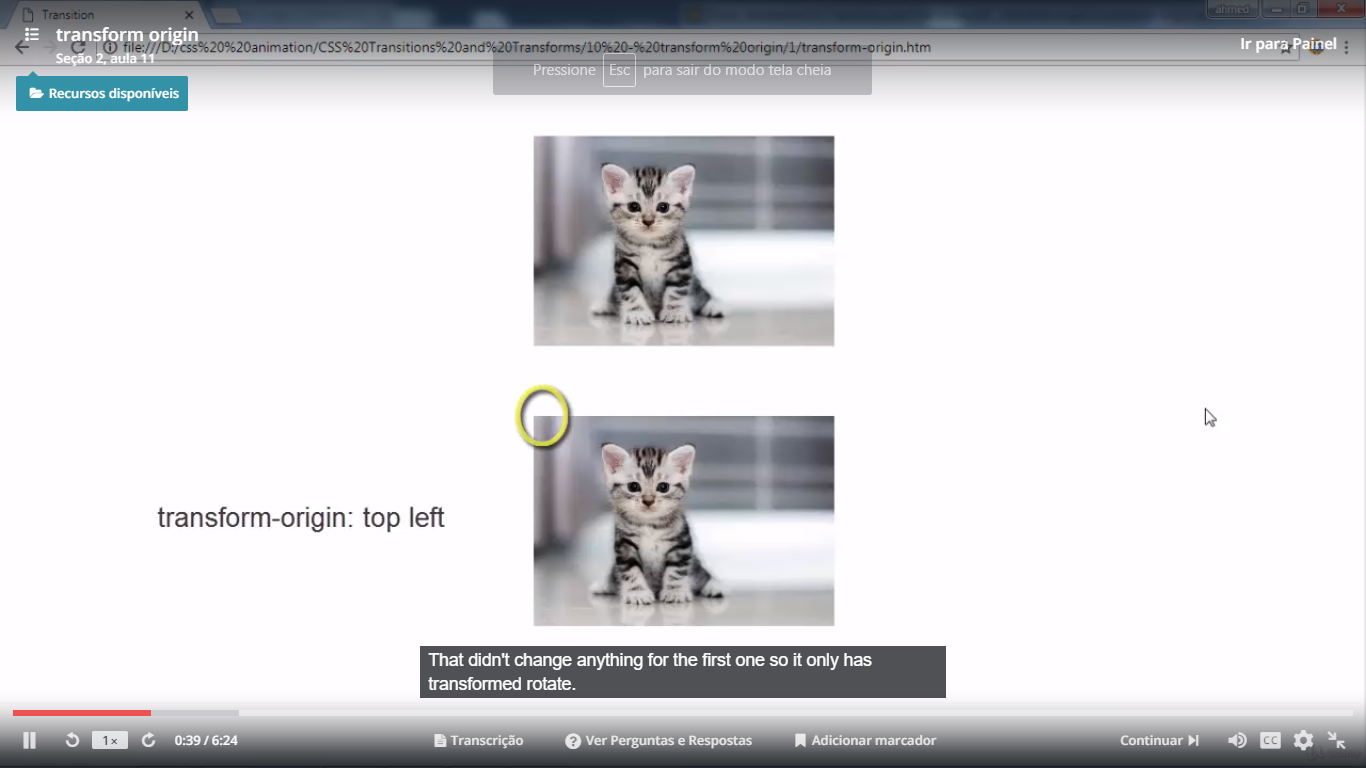 Transition
ahmed
transform origin
file:///D:/css%20%20animation/CSS%20Transitions%20and%20Transforms/10%20-%20transform%20origin/1/transform-origin.htm
Ir para Painel
Seção 2, aula 11
Pressione Esc para sair do modo tela cheia
Recursos disponíveis
transform-origin: top left
That didn't change anything for the first one so it only has
transformed rotate.
1x 0:39 / 6:24 Transcrição Ver Perguntas e Respostas Adicionar marcador Continuar CC